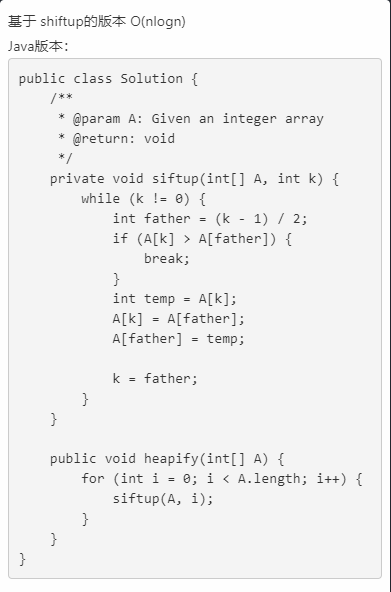 基于 shiftup的版本 O(nlogn)
Java版本：
public class Solution {
    /**
     * @param A: Given an integer array
     * @return: void
     */
    private void siftup(int[] A, int k) {
        while (k != 0) {
            int father = (k - 1) / 2;
            if (A[k] > A[father]) {
                break;
            }
            int temp = A[k];
            A[k] = A[father];
            A[father] = temp;

            k = father;
        }
    }

    public void heapify(int[] A) {
        for (int i = 0; i < A.length; i++) {
            siftup(A, i);
        }
    }
}